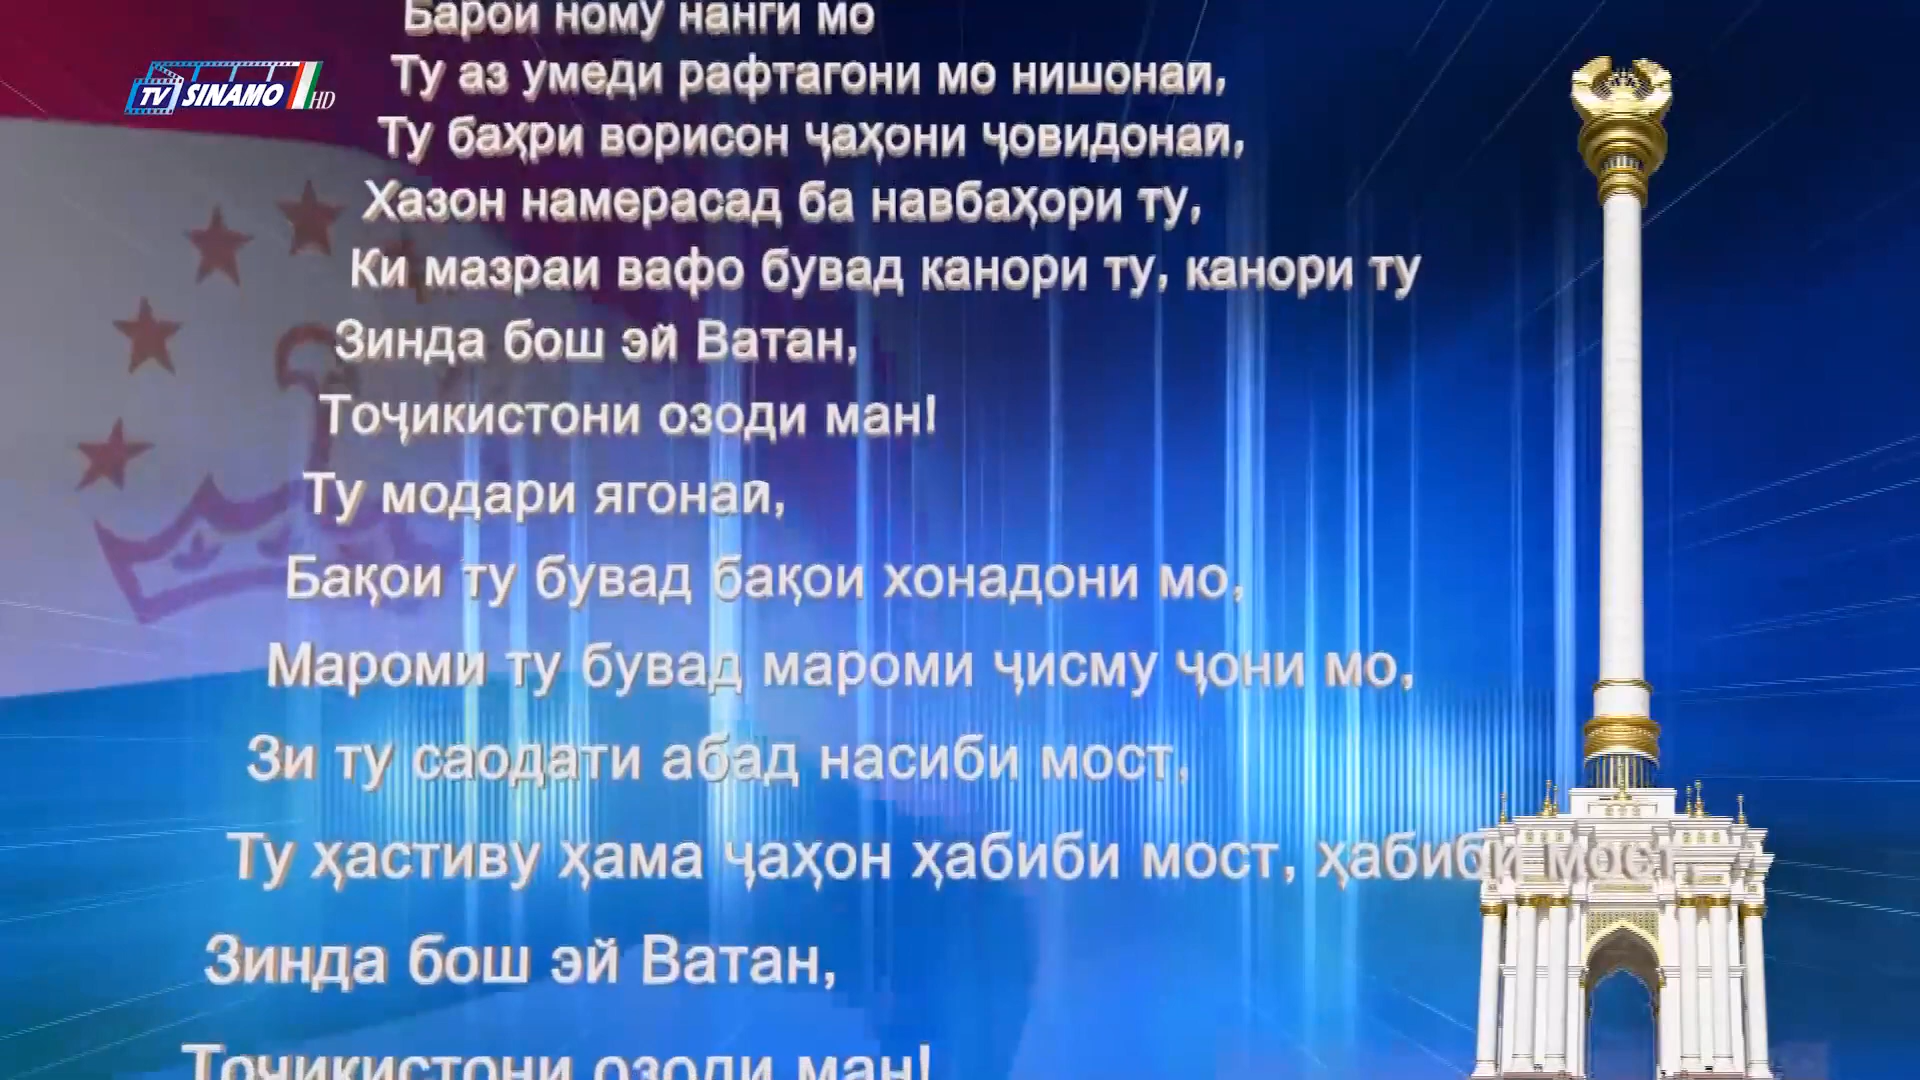 TV SINAMO HD
Барои ному нанги мо
Ту аз умеди рафтагони мо нишонаӣ,
Ту баҳри ворисон ҷаҳони ҷовидонаӣ,
Хазон намерасад ба навбаҳори ту,
Ки мазраи вафо бувад канори ту, канори ту
Зинда бош эй Ватан,
Тоҷикистони озоди ман!
Ту модари ягонаӣ,
Бақои ту бувад бақои хонадони мо,
Мароми ту бувад мароми ҷисму ҷони мо,
Зи ту саодати абад насиби мост,
Ту ҳастиву ҳама ҷаҳон ҳабиби мост, ҳабиби мост,
Зинда бош эй Ватан,
Тоҷикистони озоди ман!